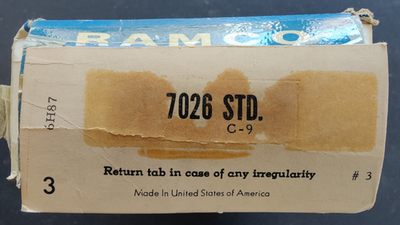 RAMCO
7026 STD.
C-9
6H87
Return tab in case of any irregularity
3
# 3
Made In United States of America